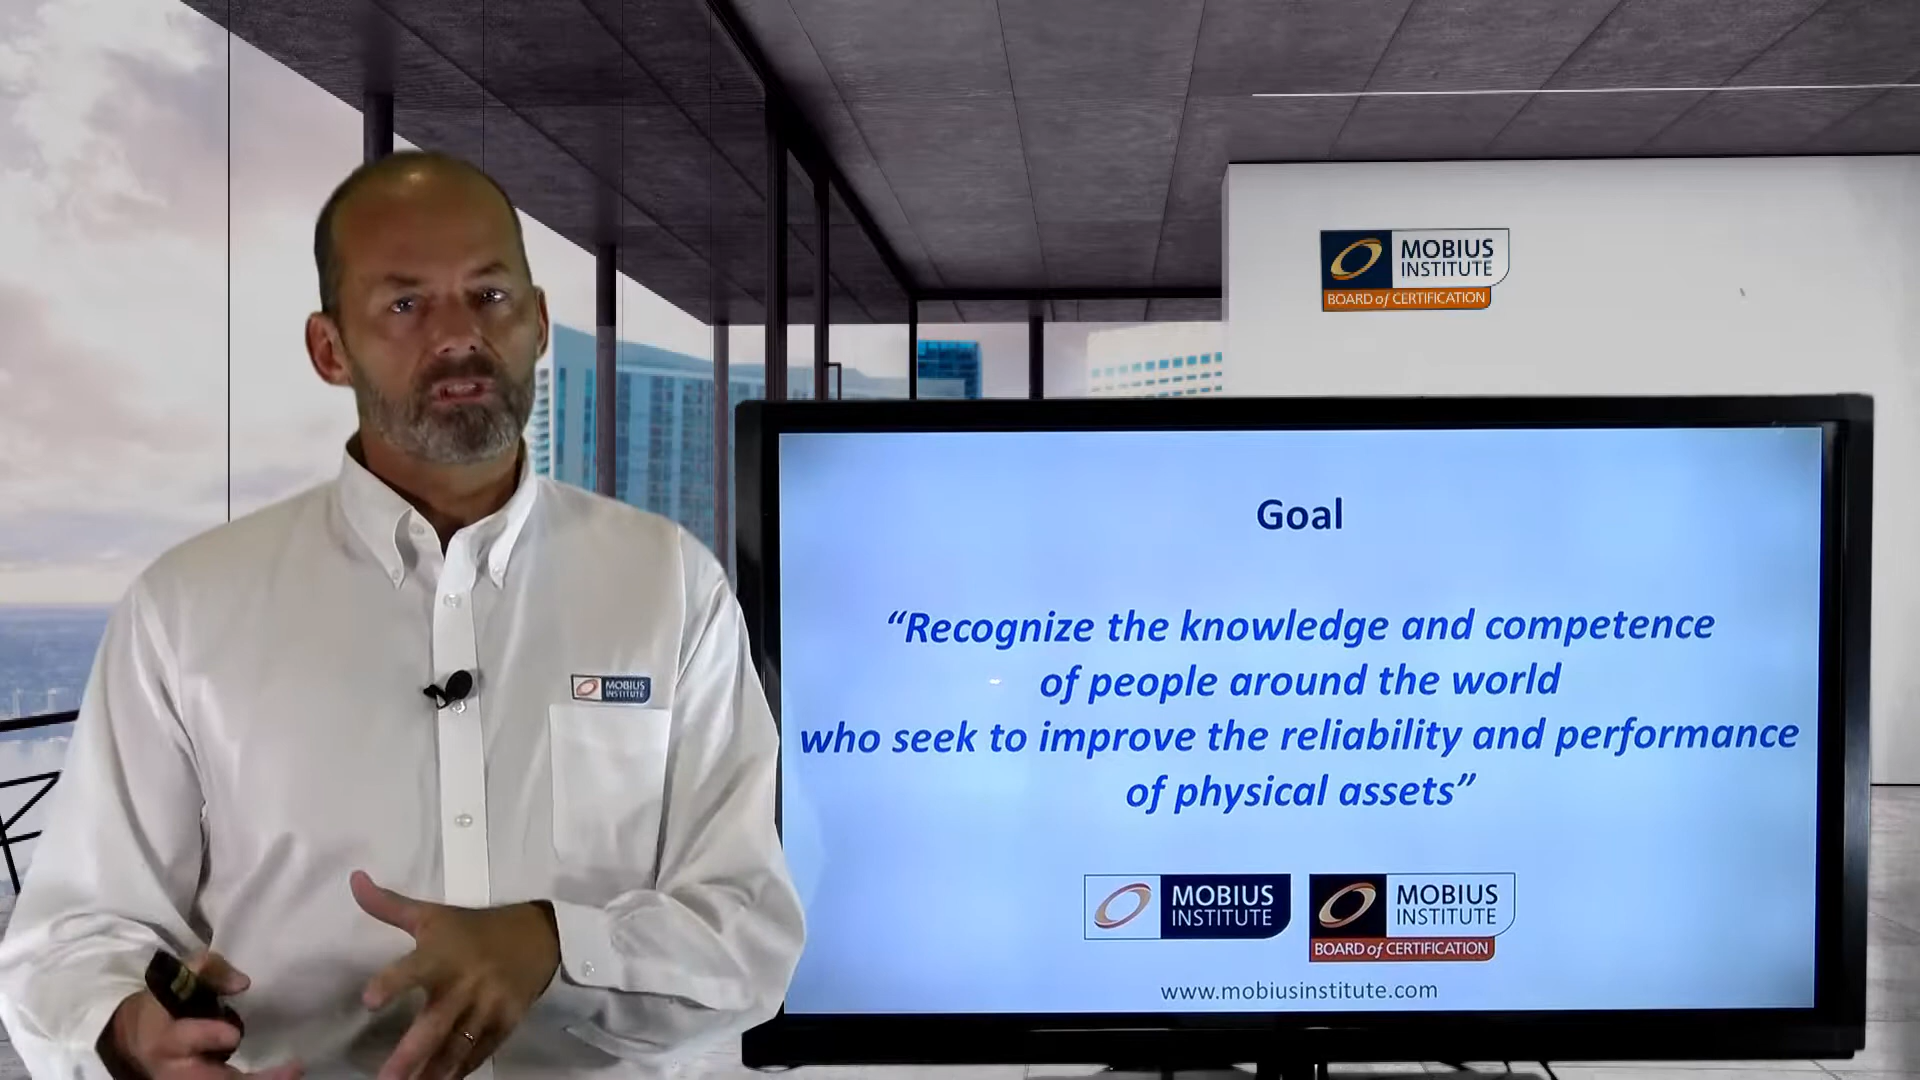 MOBIUS
INSTITUTE
BOARD of CERTIFICATION
Goal
“Recognize the knowledge and competence
of people around the world
who seek to improve the reliability and performance
of physical assets”
MOBIUS
INSTITUTE
MOBIUS
INSTITUTE
MOBIUS
INSTITUTE
BOARD of CERTIFICATION
www.mobiusinstitute.com